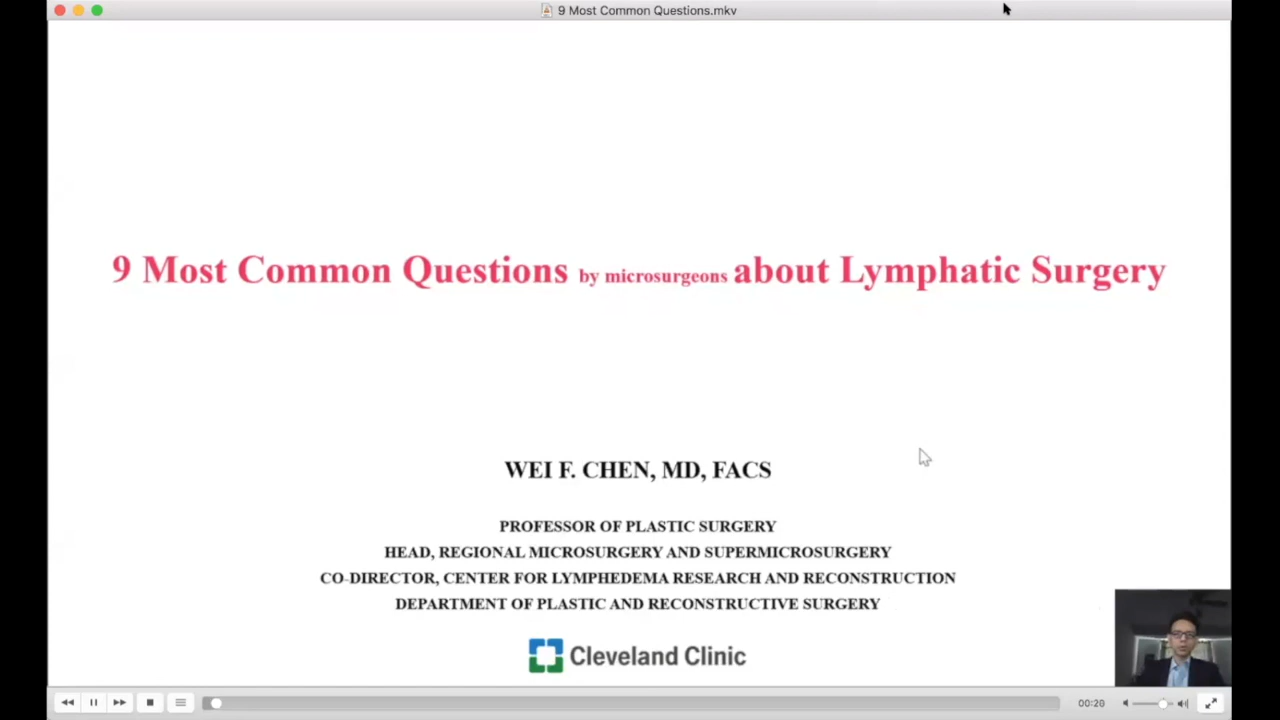 9 Most Common Questions.mkv
9 Most Common Questions by microsurgeons about Lymphatic Surgery
WEI F. CHEN, MD, FACS
PROFESSOR OF PLASTIC SURGERY
HEAD, REGIONAL MICROSURGERY AND SUPERMICROSURGERY
CO-DIRECTOR, CENTER FOR LYMPHEDEMA RESEARCH AND RECONSTRUCTION
DEPARTMENT OF PLASTIC AND RECONSTRUCTIVE SURGERY
Cleveland Clinic
00:20